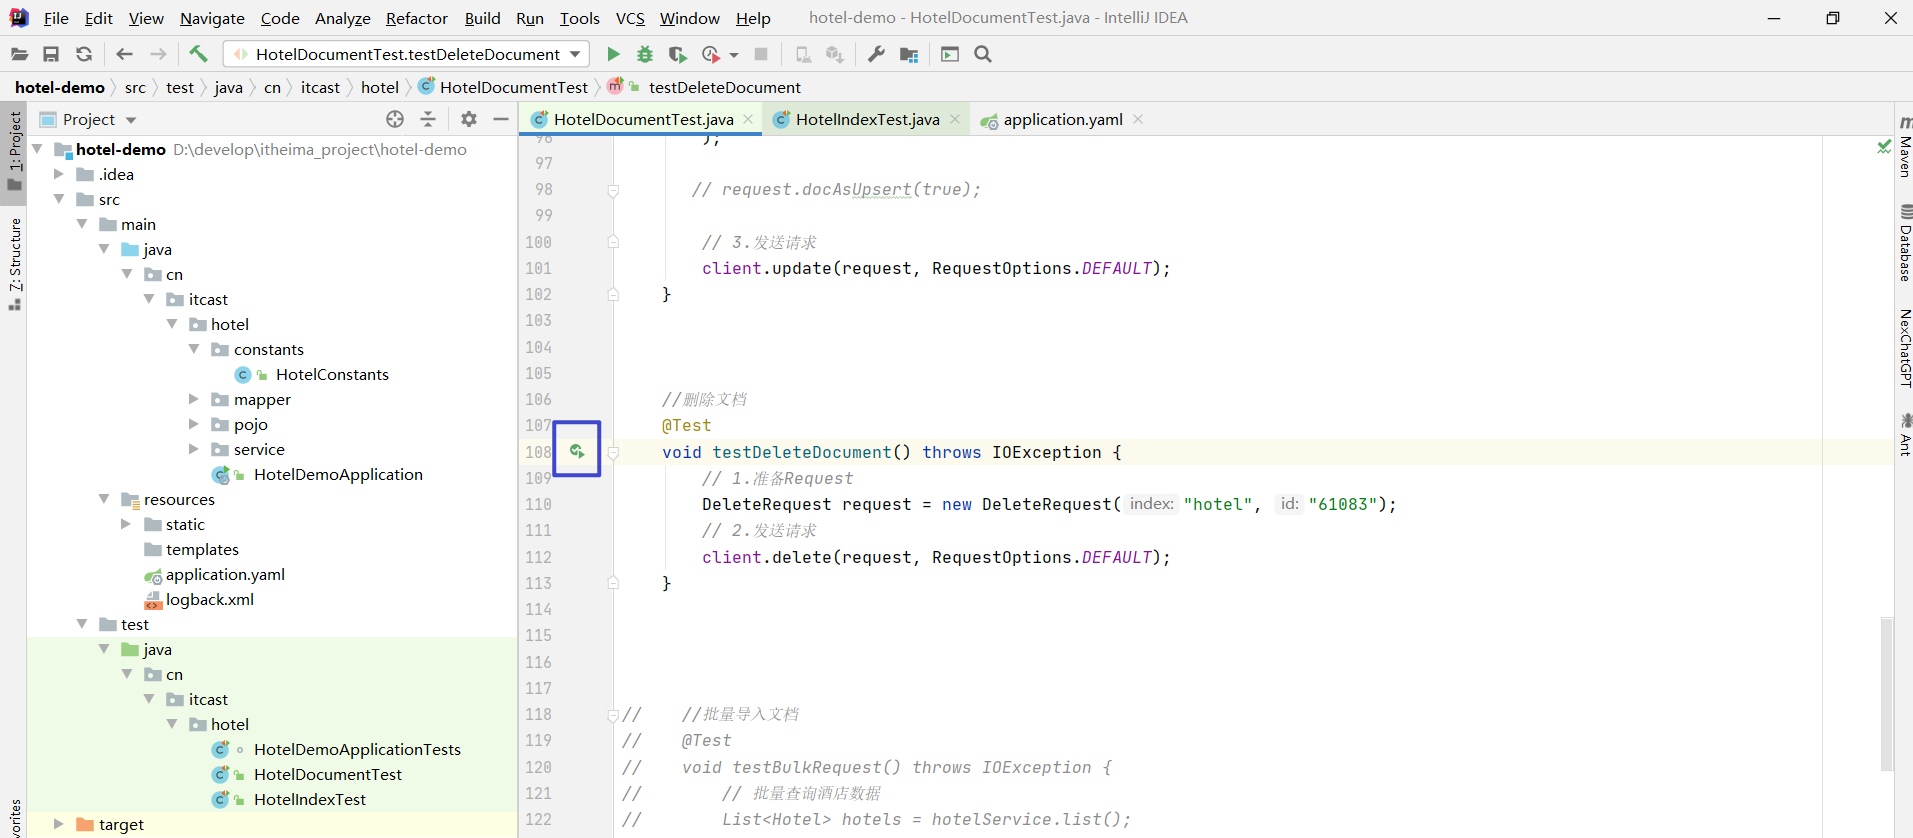 File Edit View Navigate Code Analyze Refactor Build Run Tools VCS Window Help hotel-demo - HotelDocumentTest.java - IntelliJ IDEA
HotelDocumentTest.testDeleteDocument
hotel-demo src test java cn itcast hotel HotelDocumentTest testDeleteDocument
1: Project
7: Structure
Project
hotel-demo D:\develop\itheima_project\hotel-demo
.idea
src
main
java
cn
itcast
hotel
constants
HotelConstants
mapper
pojo
service
HotelDemoApplication
resources
static
templates
application.yaml
logback.xml
test
java
cn
itcast
hotel
HotelDemoApplicationTests
HotelDocumentTest
HotelIndexTest
target
HotelDocumentTest.java HotelIndexTest.java application.yaml
96 );
97
98 // request.docAsUpsert(true);
99
100 // 3.发送请求
101 client.update(request, RequestOptions.DEFAULT);
102 }
103
104
105
106 //删除文档
107 @Test
108 void testDeleteDocument() throws IOException {
109 // 1.准备Request
110 DeleteRequest request = new DeleteRequest( index: "hotel", id: "61083");
111 // 2.发送请求
112 client.delete(request, RequestOptions.DEFAULT);
113 }
114
115
116
117
118 // //批量导入文档
119 // @Test
120 // void testBulkRequest() throws IOException {
121 // // 批量查询酒店数据
122 // List<Hotel> hotels = hotelService.list();
Maven
Database
NexChatGPT
Ant